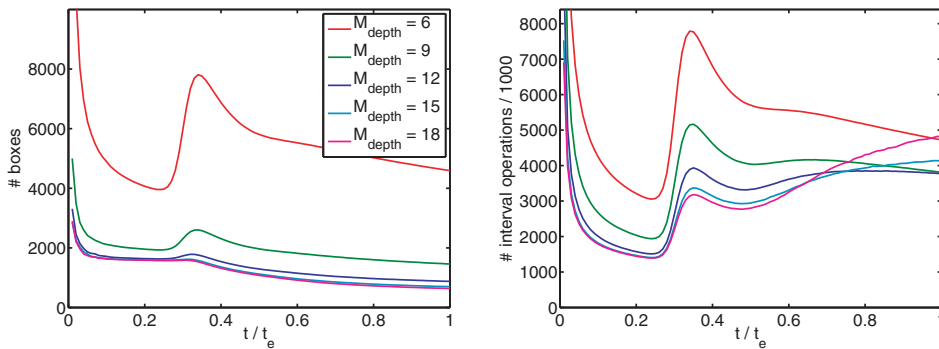 # boxes
8000
6000
4000
2000
0
0 0.2 0.4 0.6 0.8 1
t / t_e
M_depth = 6
M_depth = 9
M_depth = 12
M_depth = 15
M_depth = 18
# interval operations / 1000
8000
7000
6000
5000
4000
3000
2000
1000
0
0 0.2 0.4 0.6 0.8 1
t / t_e